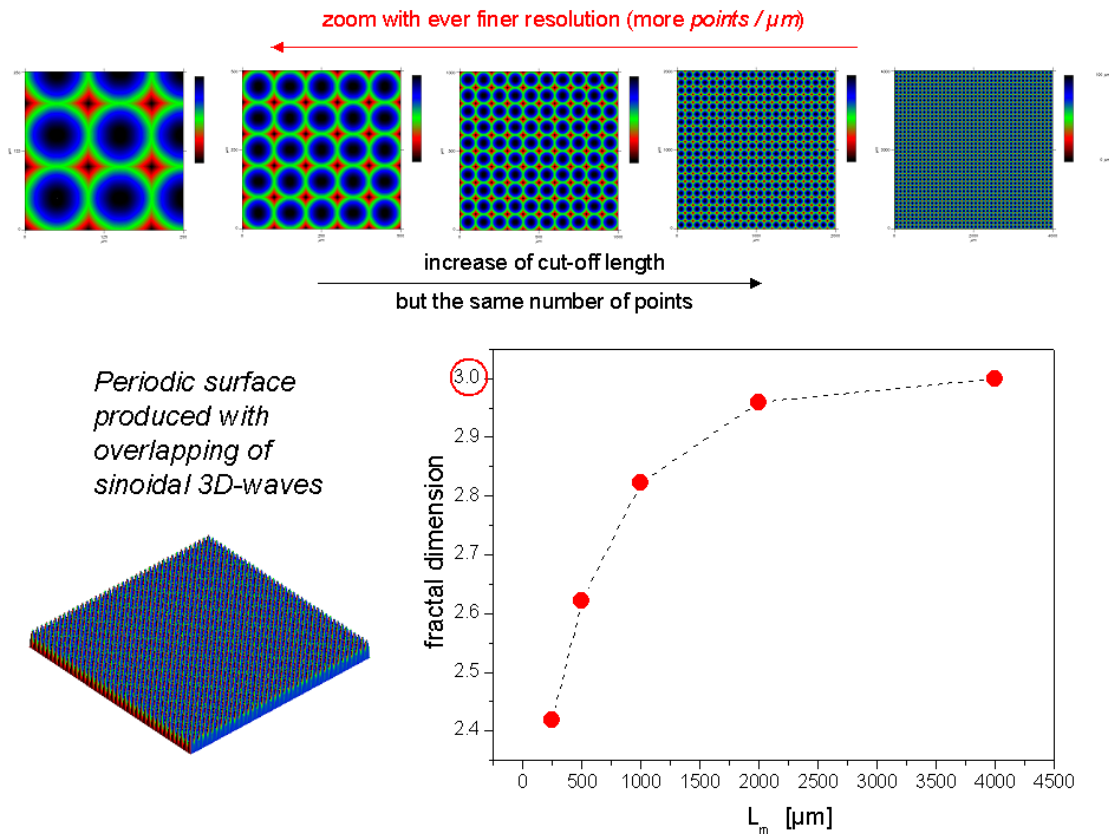 zoom with ever finer resolution (more points / µm)
increase of cut-off length
but the same number of points
Periodic surface
produced with
overlapping of
sinoidal 3D-waves
fractal dimension
3.0
2.9
2.8
2.7
2.6
2.5
2.4
0 500 1000 1500 2000 2500 3000 3500 4000 4500
L_m [µm]